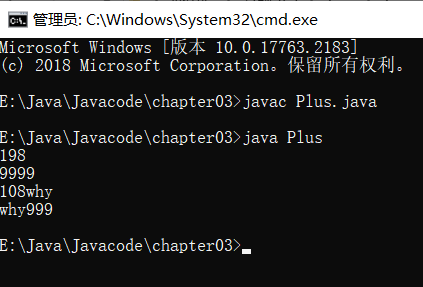 管理员: C:\Windows\System32\cmd.exe
Microsoft Windows [版本 10.0.17763.2183]
(c) 2018 Microsoft Corporation。保留所有权利。
E:\Java\Javacode\chapter03>javac Plus.java
E:\Java\Javacode\chapter03>java Plus
198
9999
108why
why999
E:\Java\Javacode\chapter03>